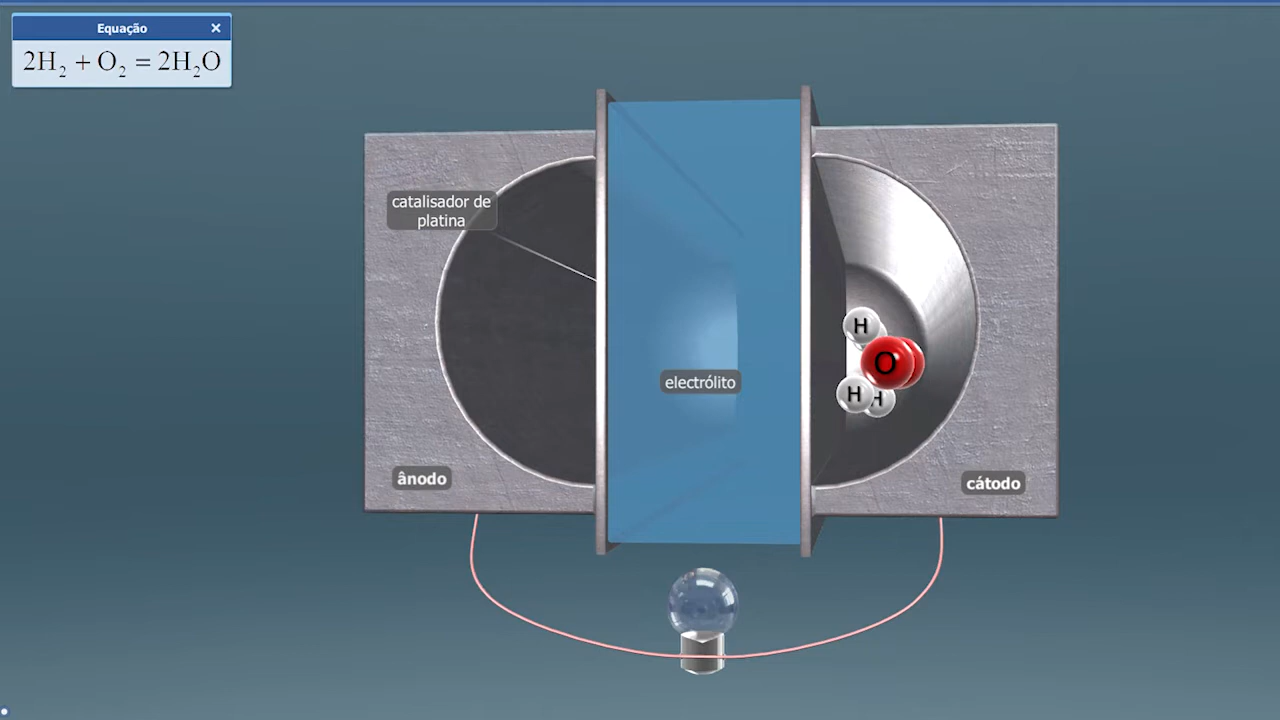 Equação
2H₂ + O₂ = 2H₂O
catalisador de
platina
electrólito
H
O
H
H
ânodo
cátodo